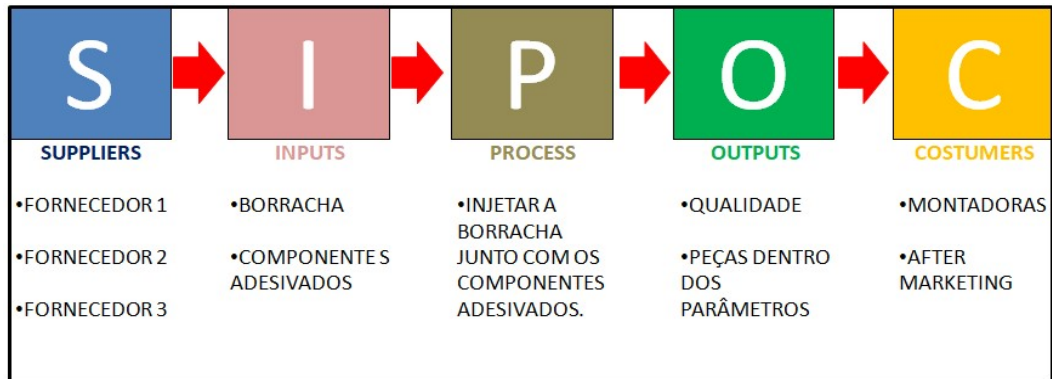 S
I
P
O
C
SUPPLIERS
INPUTS
PROCESS
OUTPUTS
COSTUMERS
•FORNECEDOR 1
•FORNECEDOR 2
•FORNECEDOR 3
•BORRACHA
•COMPONENTE S
ADESIVADOS
•INJETAR A
BORRACHA
JUNTO COM OS
COMPONENTES
ADESIVADOS.
•QUALIDADE
•PEÇAS DENTRO
DOS
PARÂMETROS
•MONTADORAS
•AFTER
MARKETING